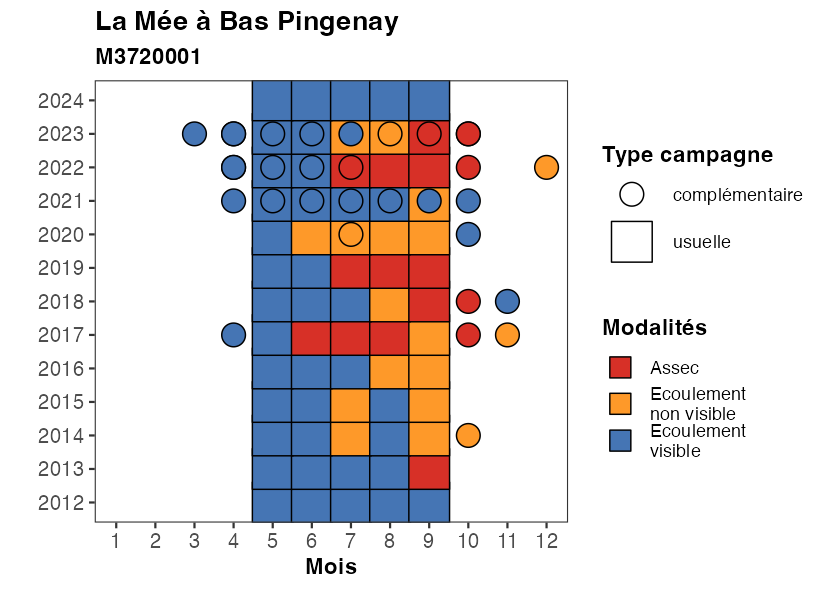 La Mée à Bas Pingenay
M3720001
2024
2023
2022
2021
2020
2019
2018
2017
2016
2015
2014
2013
2012
1 2 3 4 5 6 7 8 9 10 11 12
Mois
Type campagne
complémentaire
usuelle
Modalités
Assec
Ecoulement
non visible
Ecoulement
visible